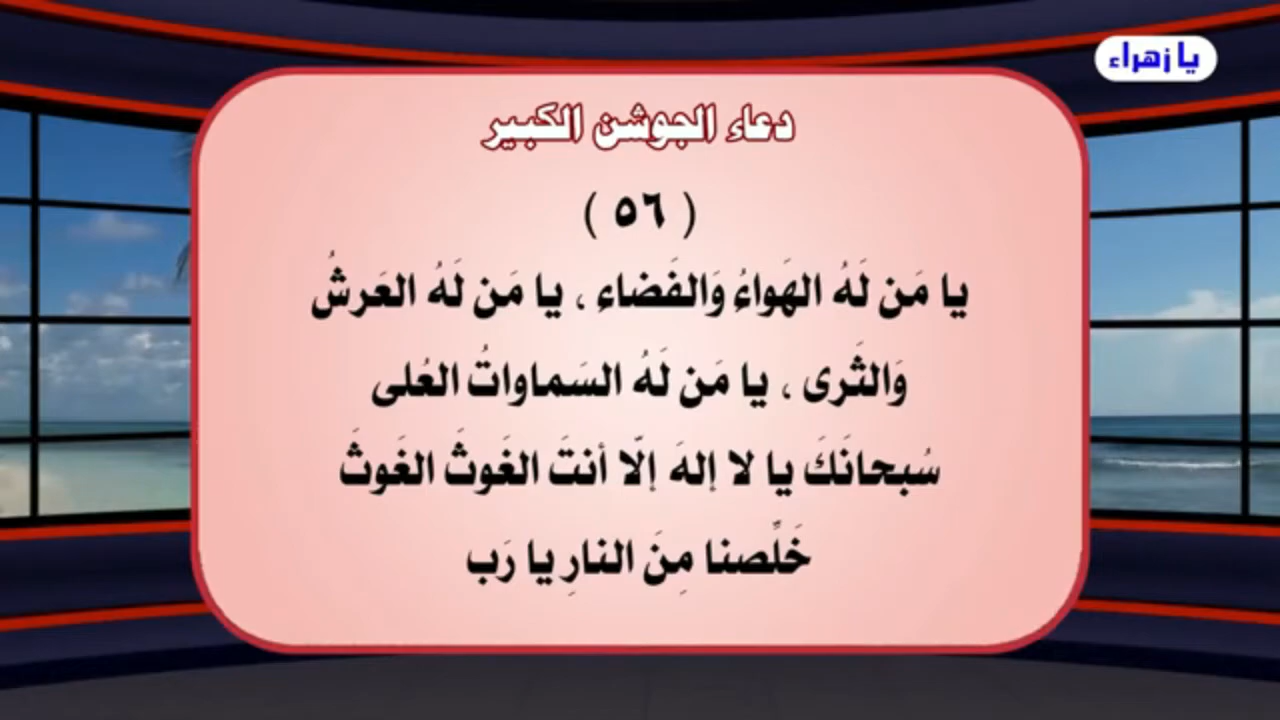 يا زهراء
دعاء الجوشن الكبير
( ٥٦ )
يا مَن لَهُ الهَواءُ وَالفَضاءِ ، يا مَن لَهُ العَرشُ
وَالثَرى ، يا مَن لَهُ السَماواتُ العُلى
سُبحانَكَ يا لا إلهَ إلّا أنتَ الغَوثَ الغَوثَ
خَلِّصنا مِنَ النارِ يا رَب